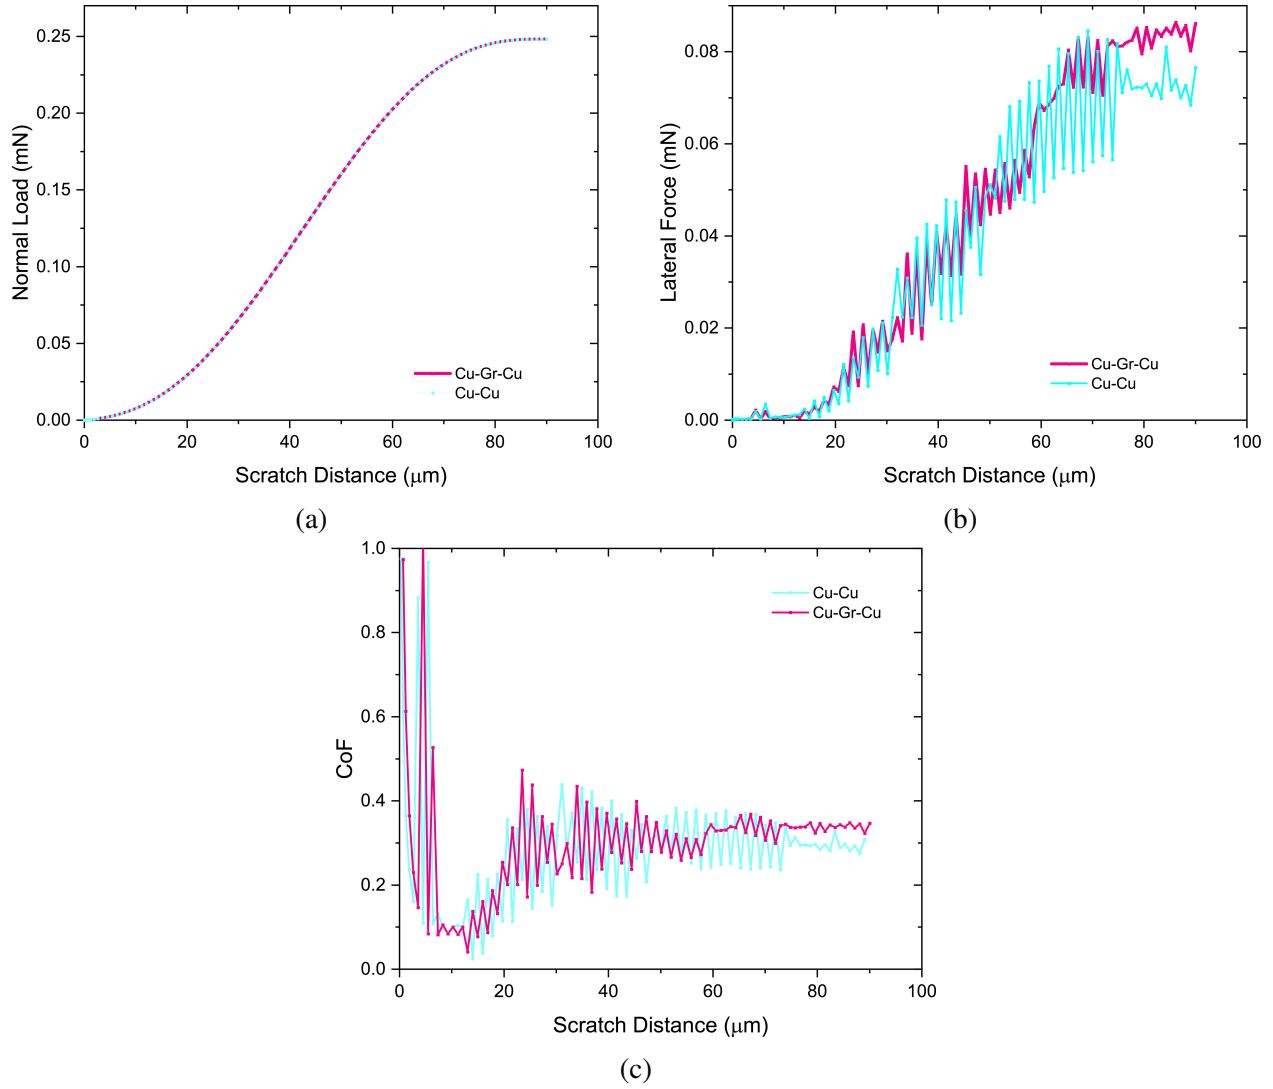 0.25
0.20
0.15
0.10
0.05
0.00
Normal Load (mN)
Cu-Gr-Cu
Cu-Cu
0 20 40 60 80 100
Scratch Distance (μm)
(a)
0.08
0.06
0.04
0.02
0.00
Lateral Force (mN)
Cu-Gr-Cu
Cu-Cu
0 20 40 60 80 100
Scratch Distance (μm)
(b)
1.0
0.8
0.6
0.4
0.2
0.0
CoF
Cu-Cu
Cu-Gr-Cu
0 20 40 60 80 100
Scratch Distance (μm)
(c)